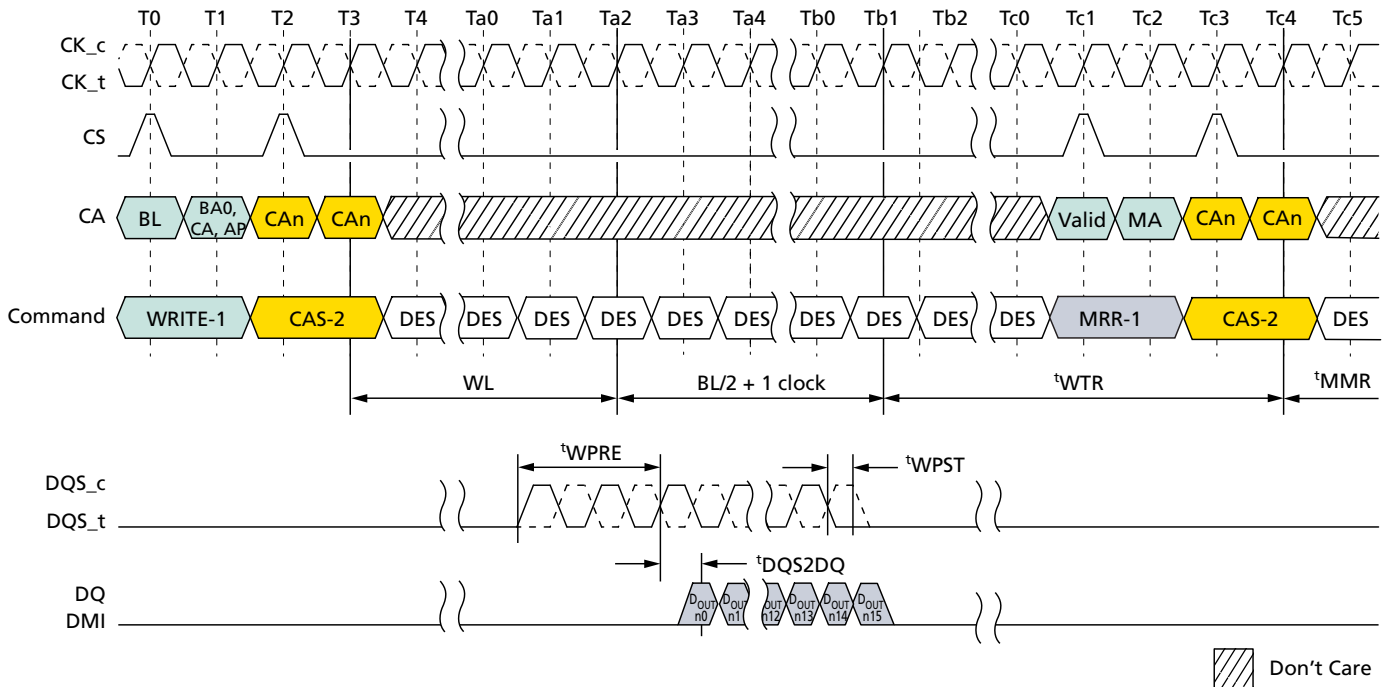 T0 T1 T2 T3 T4 Ta0 Ta1 Ta2 Ta3 Ta4 Tb0 Tb1 Tb2 Tc0 Tc1 Tc2 Tc3 Tc4 Tc5
CK_c
CK_t
CS
CA BL BA0, CA, AP CAn CAn Valid MA CAn CAn
Command WRITE-1 CAS-2 DES DES DES DES DES DES DES DES DES DES MRR-1 CAS-2 DES
WL BL/2 + 1 clock tWTR tMMR
tWPRE tWPST
DQS_c
DQS_t
tDQS2DQ
DQ
DMI
DOUT n0 DOUT n1 OUT n12 DOUT n13 DOUT n14 DOUT n15
Don't Care